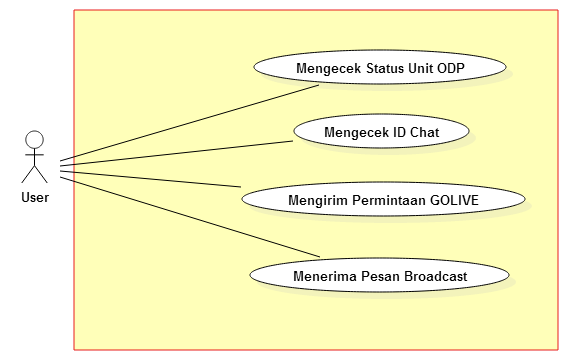 Mengecek Status Unit ODP
Mengecek ID Chat
User
Mengirim Permintaan GOLIVE
Menerima Pesan Broadcast